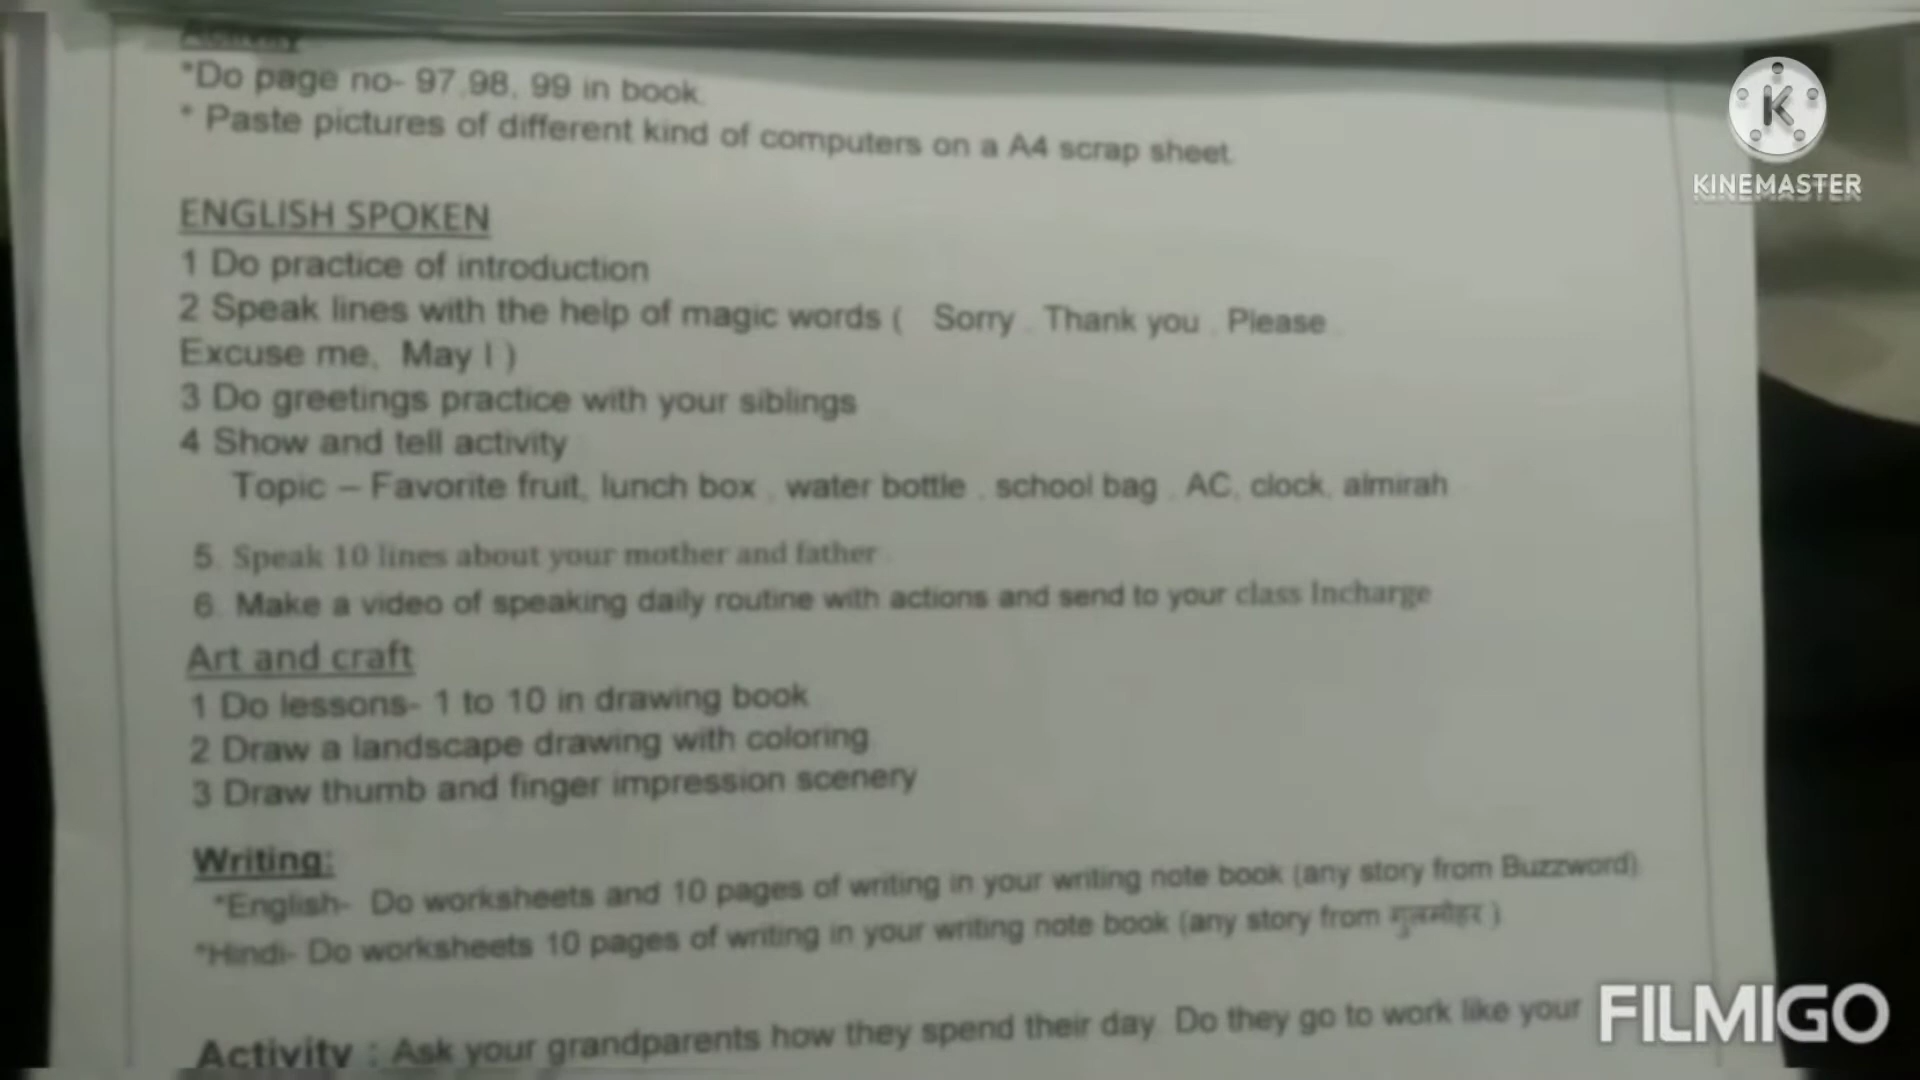 Activity
*Do page no- 97,98, 99 in book.
* Paste pictures of different kind of computers on a A4 scrap sheet.
K
KINEMASTER
ENGLISH SPOKEN
1 Do practice of introduction
2 Speak lines with the help of magic words ( Sorry , Thank you , Please ,
Excuse me, May I )
3 Do greetings practice with your siblings
4 Show and tell activity
Topic – Favorite fruit, lunch box , water bottle , school bag , AC, clock, almirah
5. Speak 10 lines about your mother and father .
6. Make a video of speaking daily routine with actions and send to your class Incharge
Art and craft
1 Do lessons- 1 to 10 in drawing book
2 Draw a landscape drawing with coloring
3 Draw thumb and finger impression scenery
Writing:
*English- Do worksheets and 10 pages of writing in your writing note book (any story from Buzzword).
*Hindi- Do worksheets 10 pages of writing in your writing note book (any story from गुलमोहर )
Activity : Ask your grandparents how they spend their day. Do they go to work like your
FILMIGO